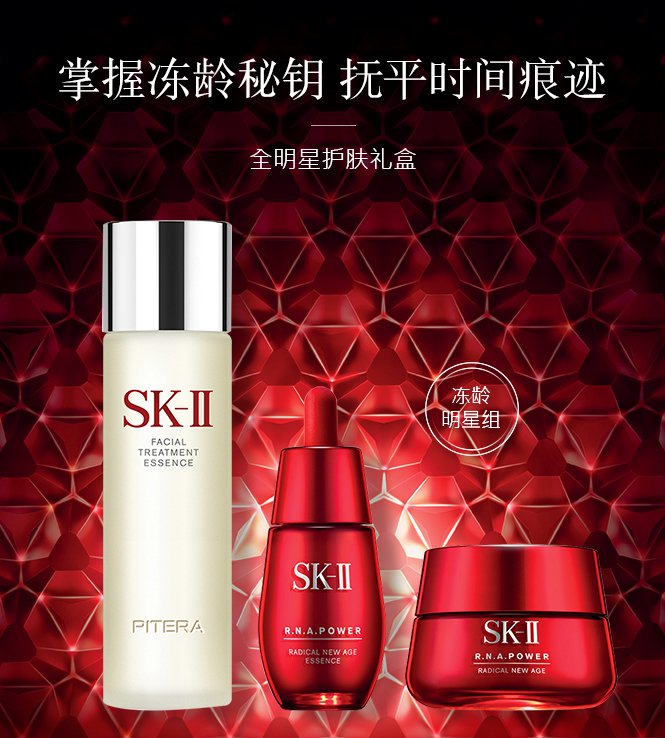 掌握冻龄秘钥 抚平时间痕迹
全明星护肤礼盒
冻龄
明星组
SK-II
FACIAL
TREATMENT
ESSENCE
PITERA
SK-II
R.N.A.POWER
RADICAL NEW AGE
ESSENCE
SK-II
R.N.A.POWER
RADICAL NEW AGE